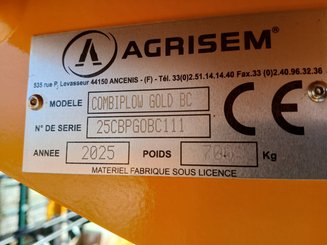 AGRISEM®
535 rue P. Levasseur 44150 ANCENIS - (F) - Tél. 33(0)2.51.14.14.40 Fax.33 (0)2.40.96.32.36
MODELE COMBIPLOW GOLD BC
CE
N° DE SERIE 25CBPGOBC111
ANNEE 2025 POIDS Kg
MATERIEL FABRIQUE SOUS LICENCE